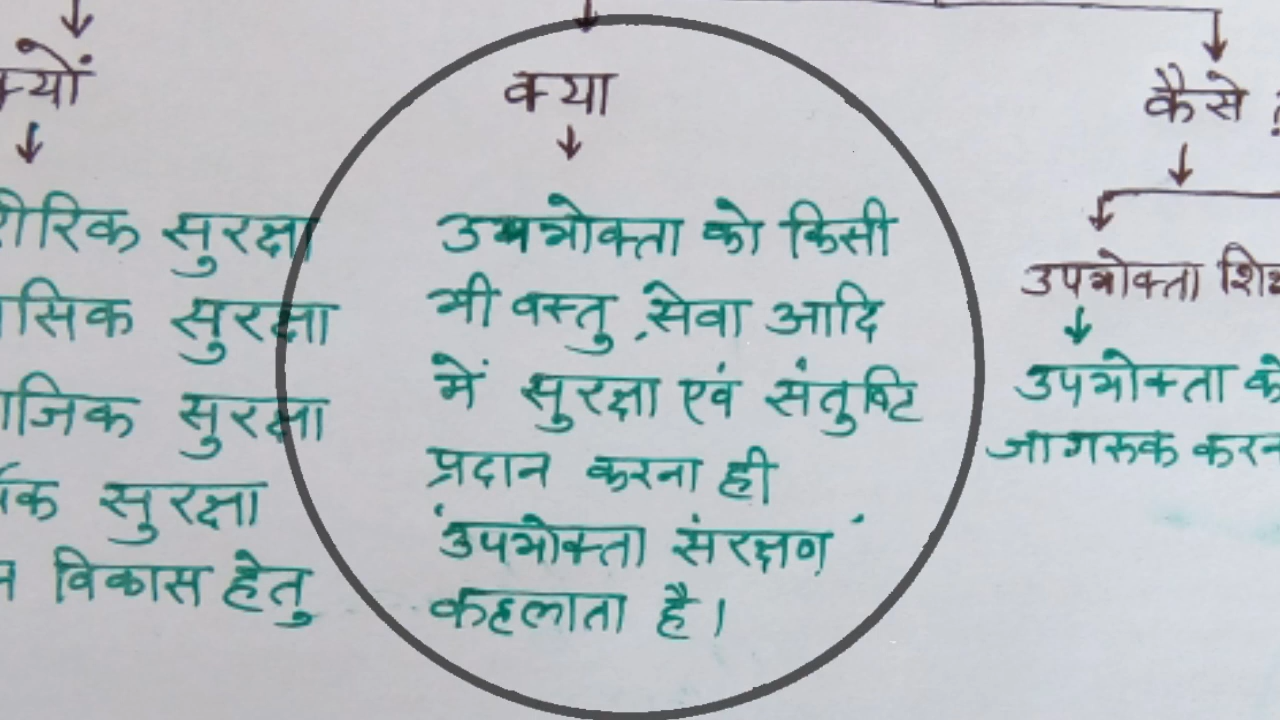 क्यों
क्या
कैसे ?
सुरक्षा
सुरक्षा
सुरक्षा
सुरक्षा
विकास हेतु
उपभोक्ता को किसी
भी वस्तु, सेवा आदि
में सुरक्षा एवं संतुष्टि
प्रदान करना ही
'उपभोक्ता संरक्षण'
कहलाता है।
उपभोक्ता
उपभोक्ता को
जागरूक